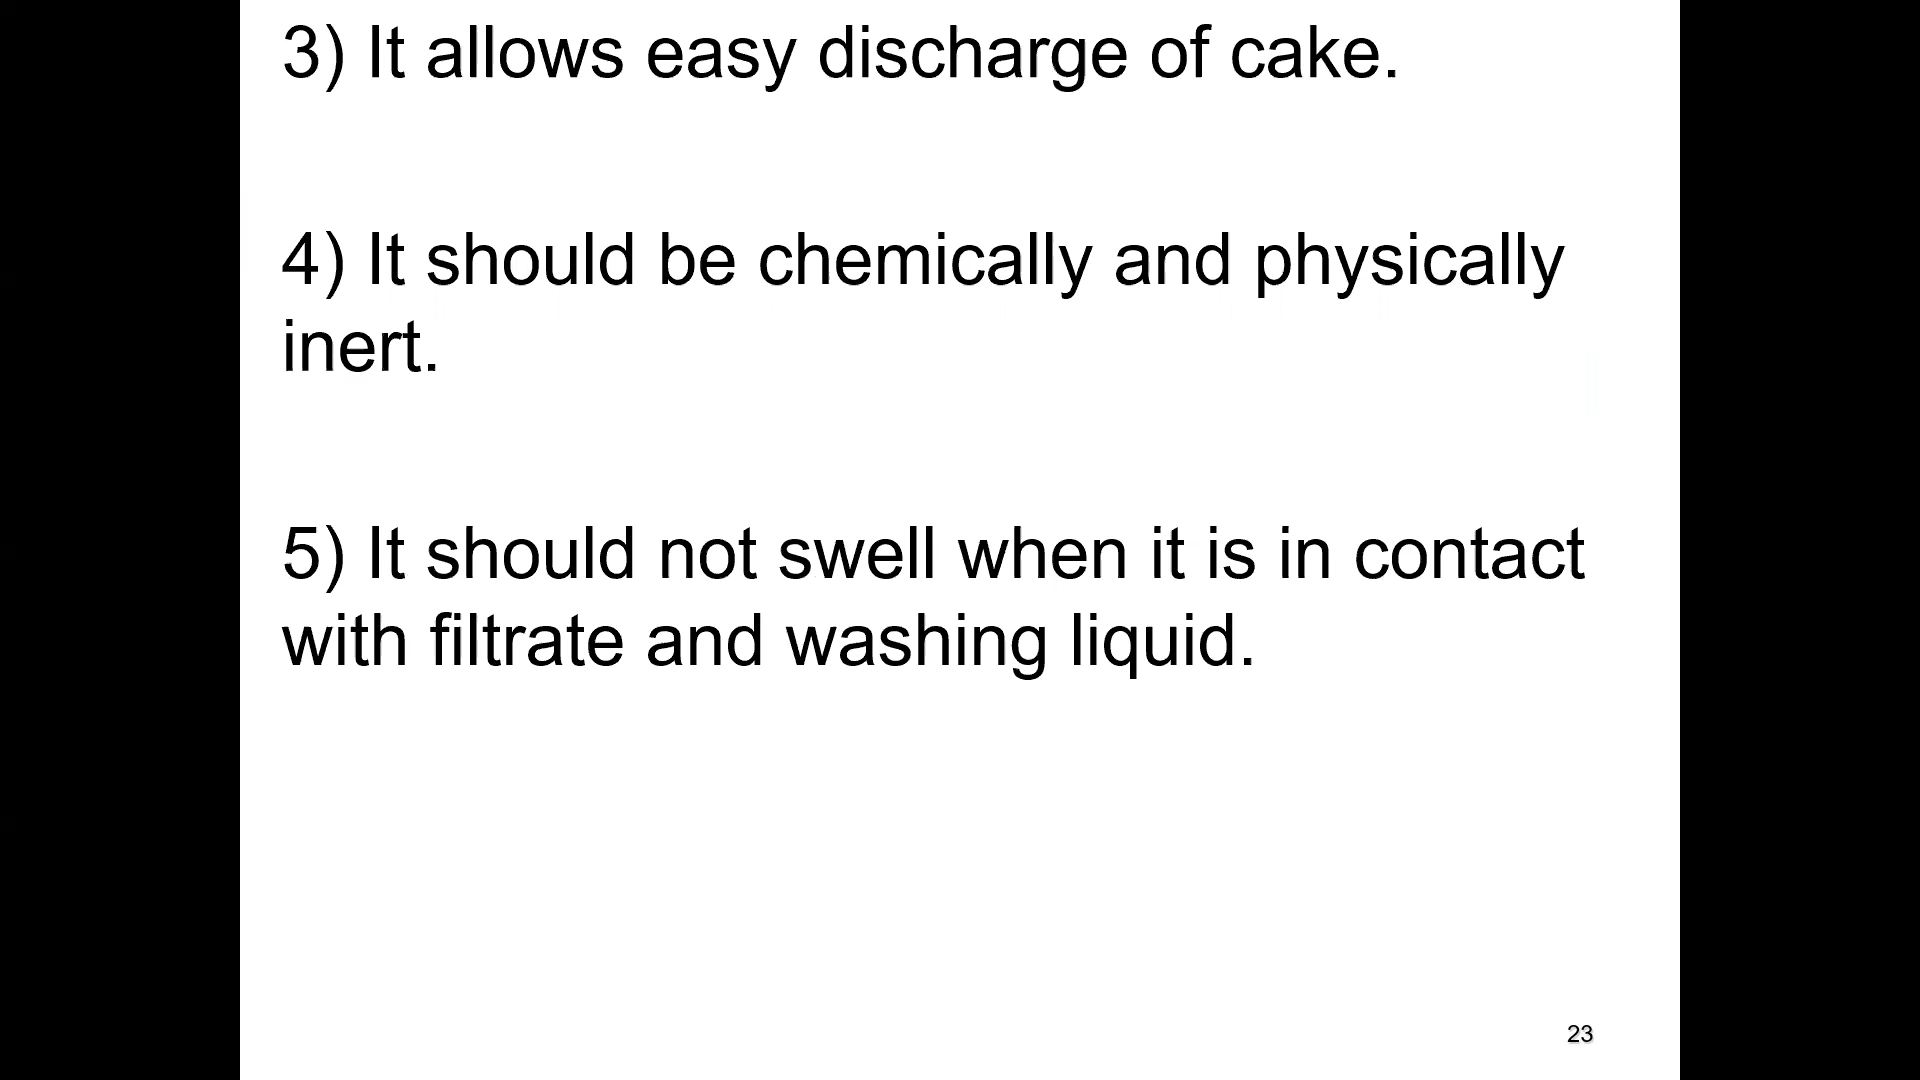 3) It allows easy discharge of cake.
4) It should be chemically and physically
inert.
5) It should not swell when it is in contact
with filtrate and washing liquid.
23